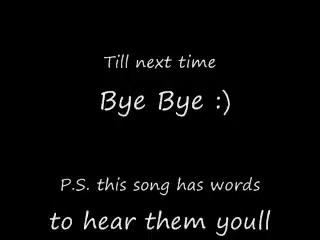 Till next time
Bye Bye :)
P.S. this song has words
to hear them youll